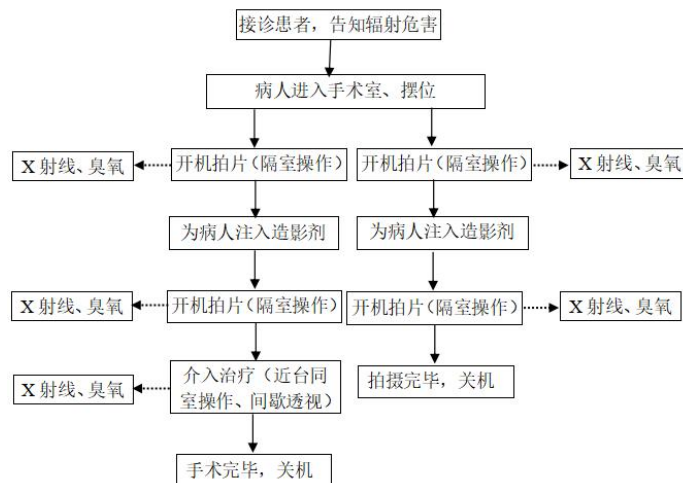 接诊患者，告知辐射危害
病人进入手术室、摆位
X 射线、臭氧
开机拍片（隔室操作）
开机拍片（隔室操作）
X 射线、臭氧
为病人注入造影剂
为病人注入造影剂
X 射线、臭氧
开机拍片（隔室操作）
开机拍片（隔室操作）
X 射线、臭氧
X 射线、臭氧
介入治疗（近台同
室操作、间歇透视）
拍摄完毕，关机
手术完毕，关机